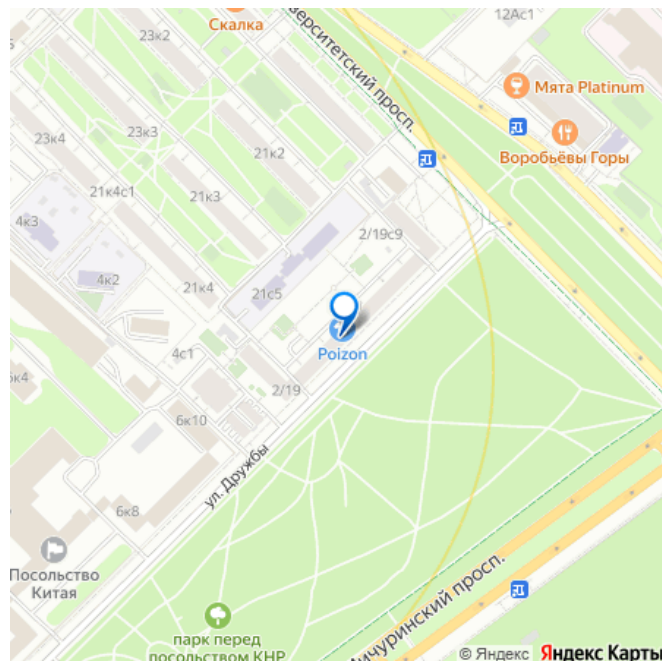 12Ас1
23к2
Скалка
верситетский просп.
Мята Platinum
23к4
23к3
21к2
Воробьёвы Горы
21к4с1
21к3
4к3
2/19с9
4к2
21к4
21с5
4с1
Poizon
к4
2/19
6к10
ул. Дружбы
6к8
Посольство
Китая
Мичуринский просп.
парк перед
посольством КНР
© Яндекс Яндекс Карты